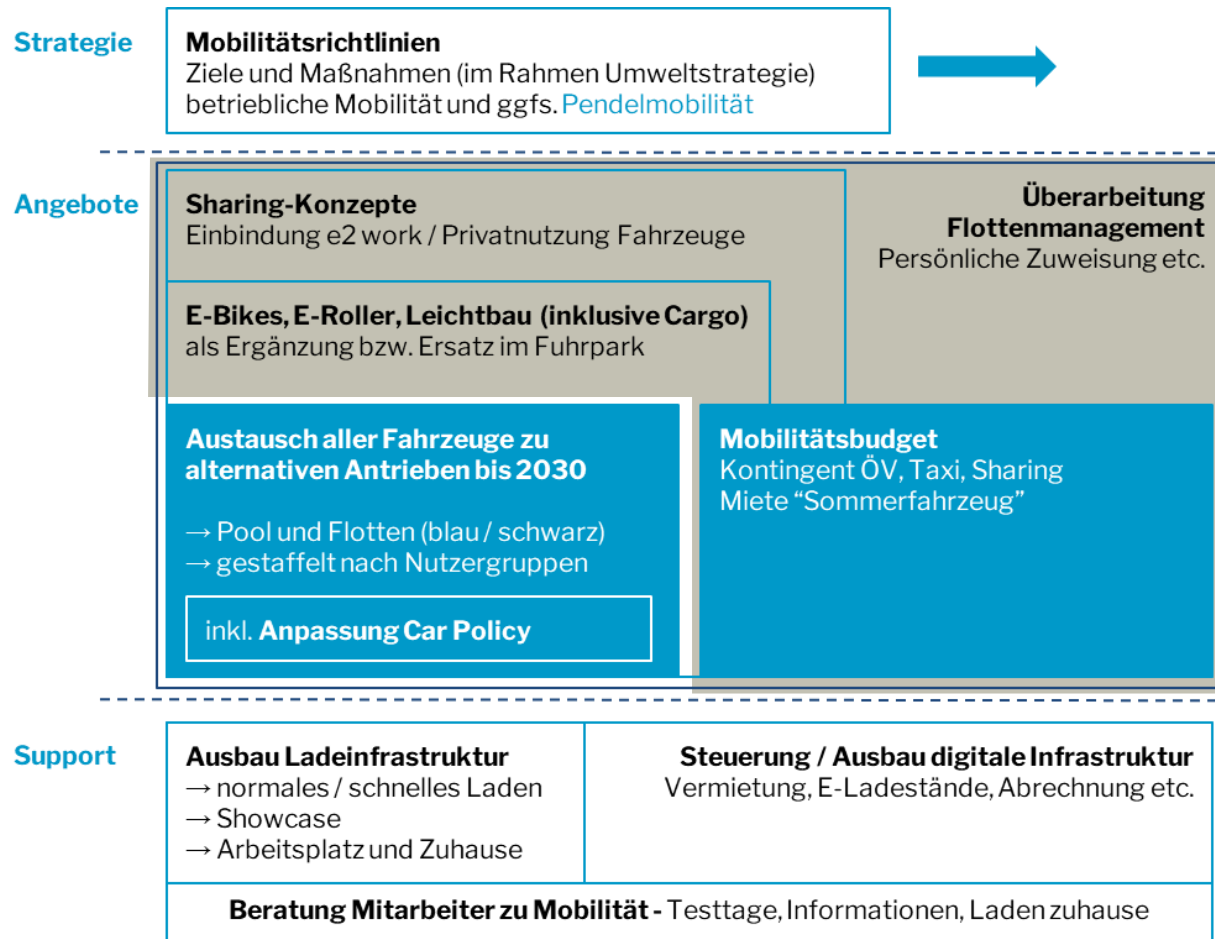 Strategie
Mobilitätsrichtlinien
Ziele und Maßnahmen (im Rahmen Umweltstrategie)
betriebliche Mobilität und ggfs. Pendelmobilität
Angebote
Sharing-Konzepte
Einbindung e2 work / Privatnutzung Fahrzeuge
Überarbeitung
Flottenmanagement
Persönliche Zuweisung etc.
E-Bikes, E-Roller, Leichtbau (inklusive Cargo)
als Ergänzung bzw. Ersatz im Fuhrpark
Austausch aller Fahrzeuge zu
alternativen Antrieben bis 2030
→ Pool und Flotten (blau / schwarz)
→ gestaffelt nach Nutzergruppen
inkl. Anpassung Car Policy
Mobilitätsbudget
Kontingent ÖV, Taxi, Sharing
Miete “Sommerfahrzeug”
Support
Ausbau Ladeinfrastruktur
→ normales / schnelles Laden
→ Showcase
→ Arbeitsplatz und Zuhause
Steuerung / Ausbau digitale Infrastruktur
Vermietung, E-Ladestände, Abrechnung etc.
Beratung Mitarbeiter zu Mobilität - Testtage, Informationen, Laden zuhause